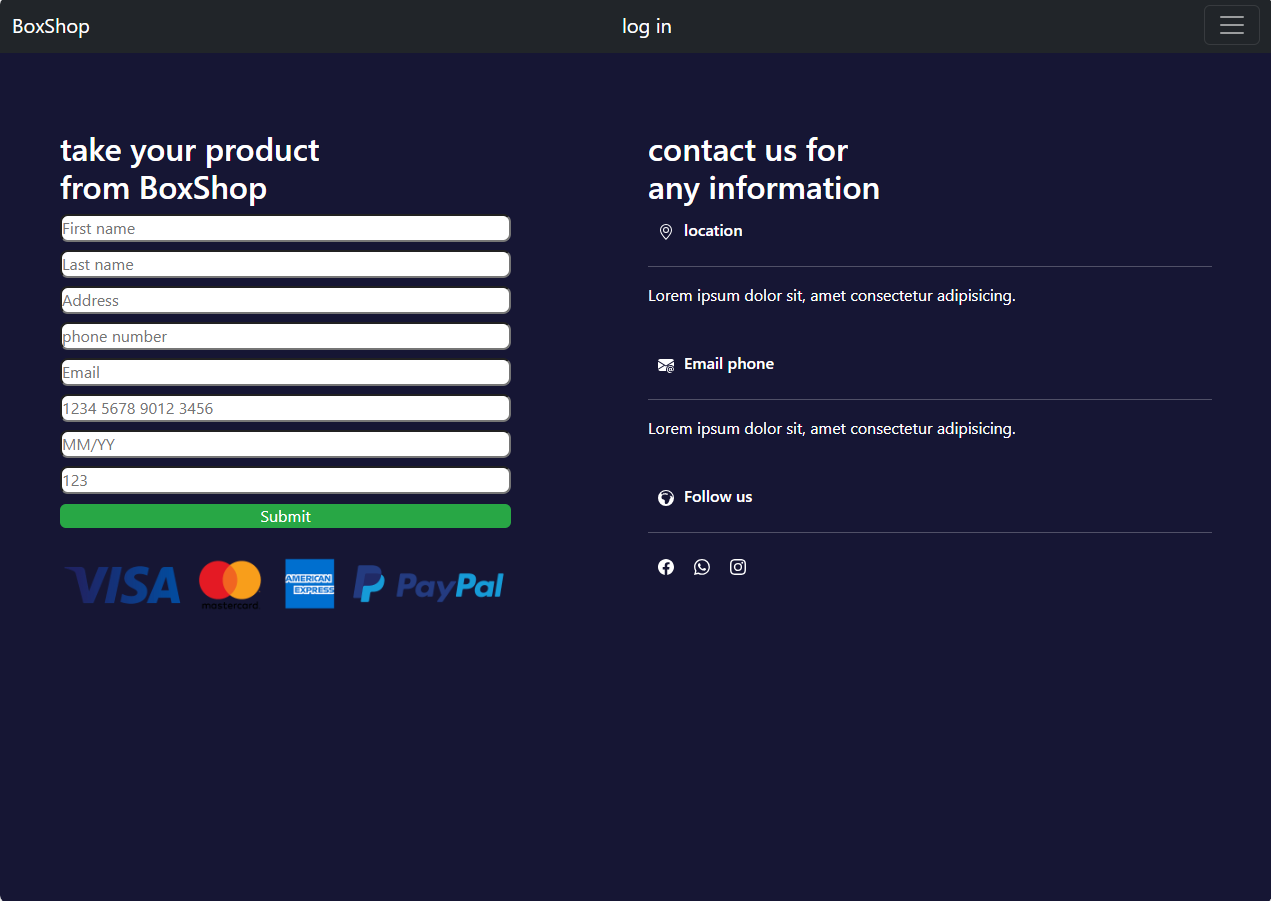 BoxShop
log in
take your product
from BoxShop
First name
Last name
Address
phone number
Email
1234 5678 9012 3456
MM/YY
123
Submit
VISA
mastercard.
AMERICAN
EXPRESS
PayPal
contact us for
any information
location
Lorem ipsum dolor sit, amet consectetur adipisicing.
Email phone
Lorem ipsum dolor sit, amet consectetur adipisicing.
Follow us